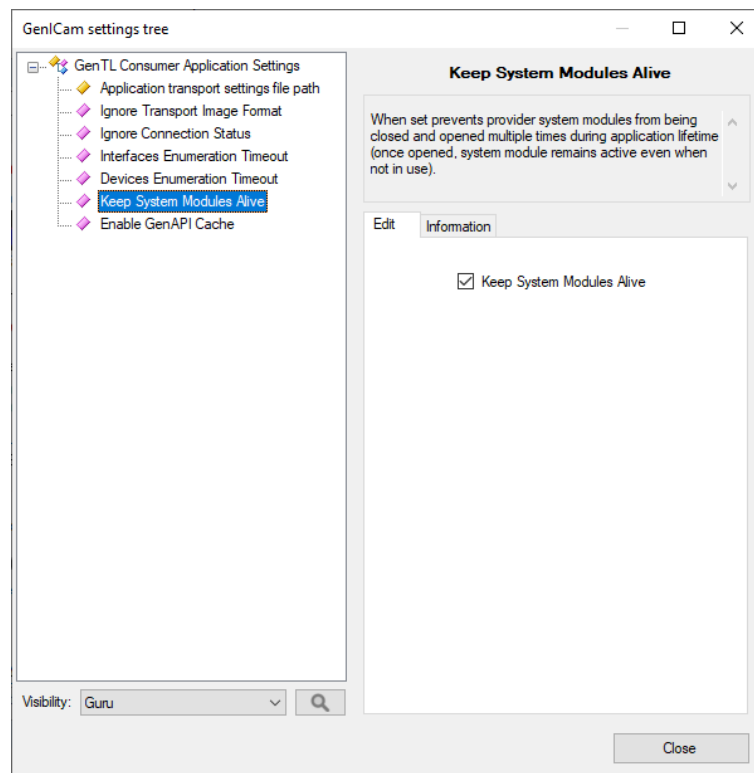 GenICam settings tree
GenTL Consumer Application Settings
Application transport settings file path
Ignore Transport Image Format
Ignore Connection Status
Interfaces Enumeration Timeout
Devices Enumeration Timeout
Keep System Modules Alive
Enable GenAPI Cache
Visibility: Guru
Keep System Modules Alive
When set prevents provider system modules from being
closed and opened multiple times during application lifetime
(once opened, system module remains active even when
not in use).
Edit Information
Keep System Modules Alive
Close